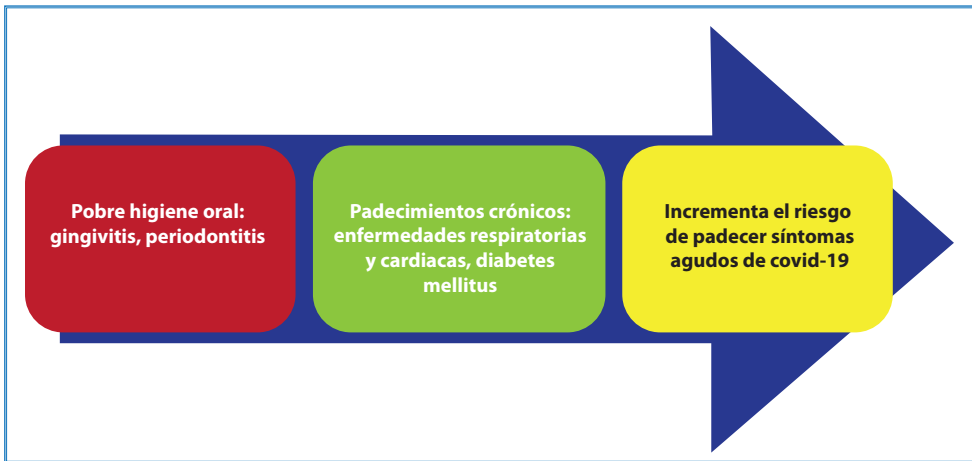 Pobre higiene oral:
gingivitis, periodontitis
Padecimientos crónicos:
enfermedades respiratorias
y cardiacas, diabetes
mellitus
Incrementa el riesgo
de padecer síntomas
agudos de covid-19